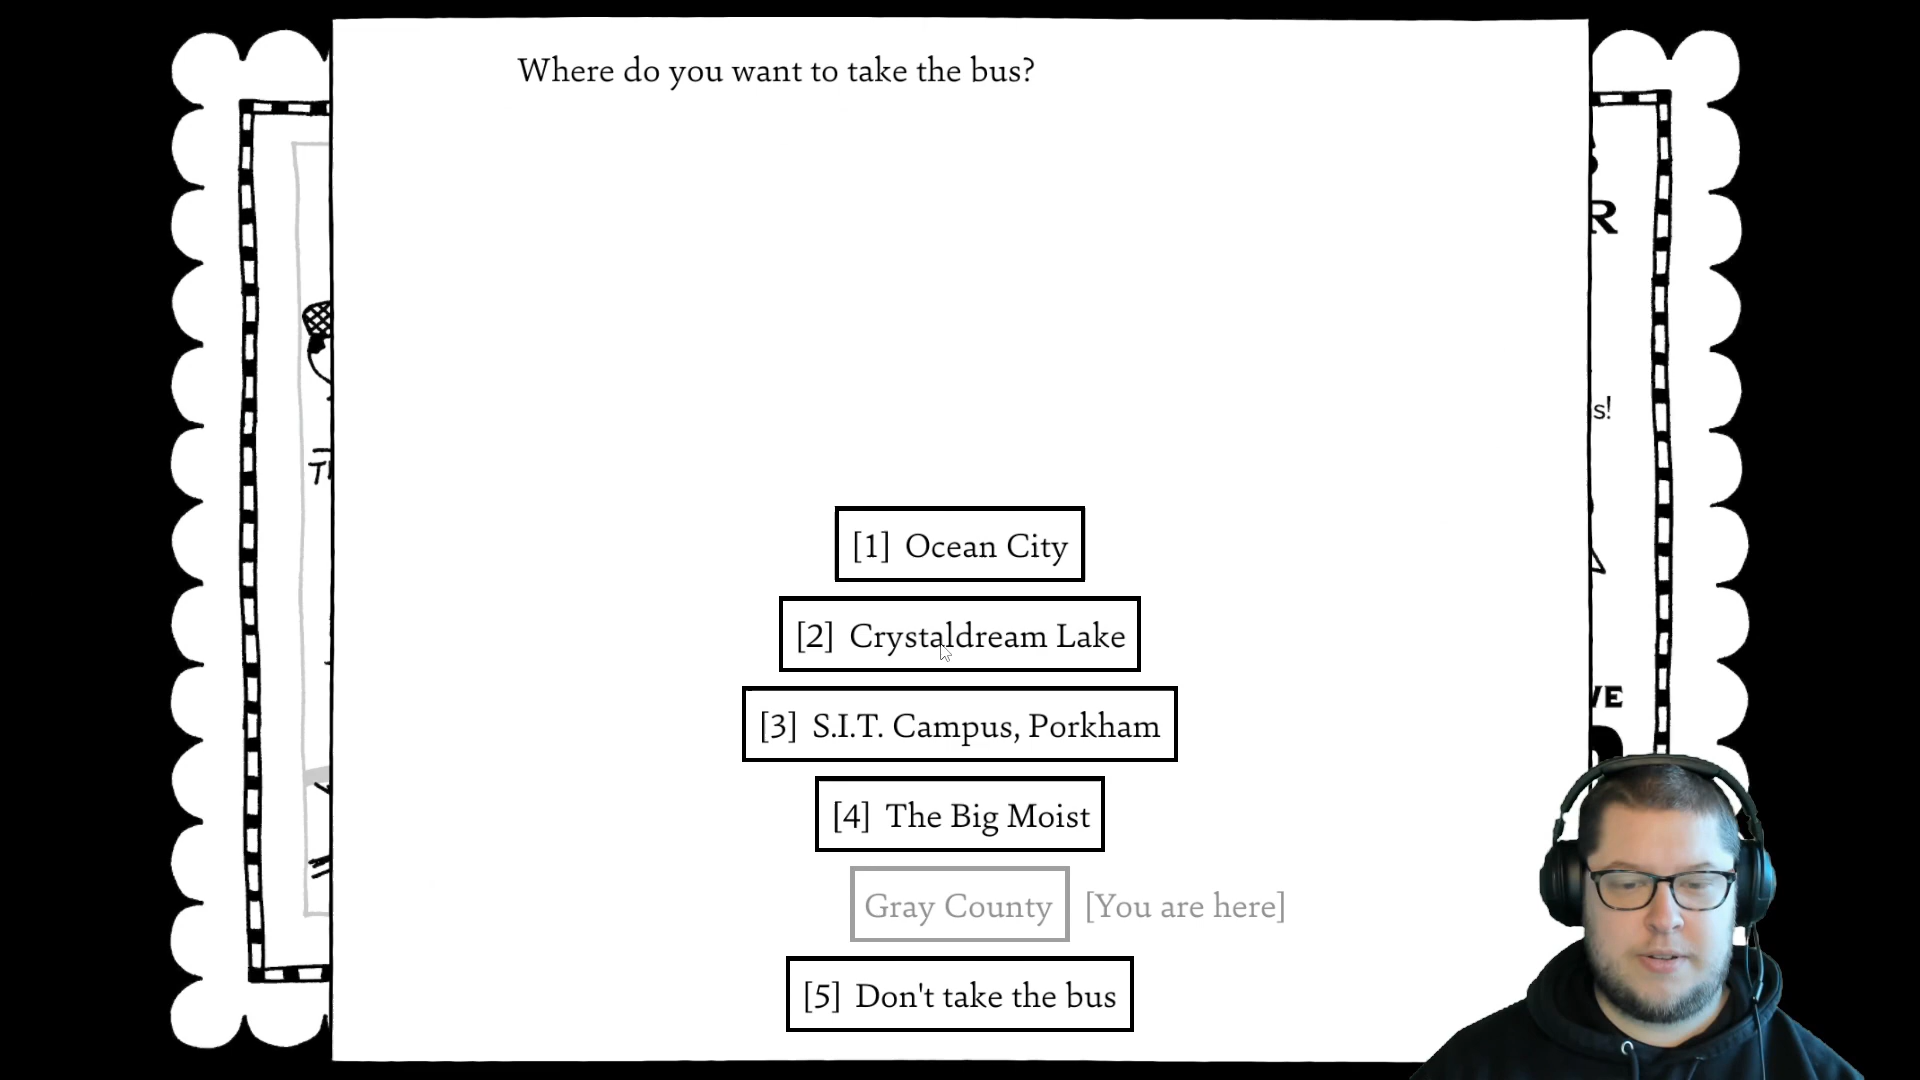 Where do you want to take the bus?
R
s!
[1] Ocean City
[2] Crystaldream Lake
[3] S.I.T. Campus, Porkham
VE
[4] The Big Moist
Gray County [You are here]
[5] Don't take the bus